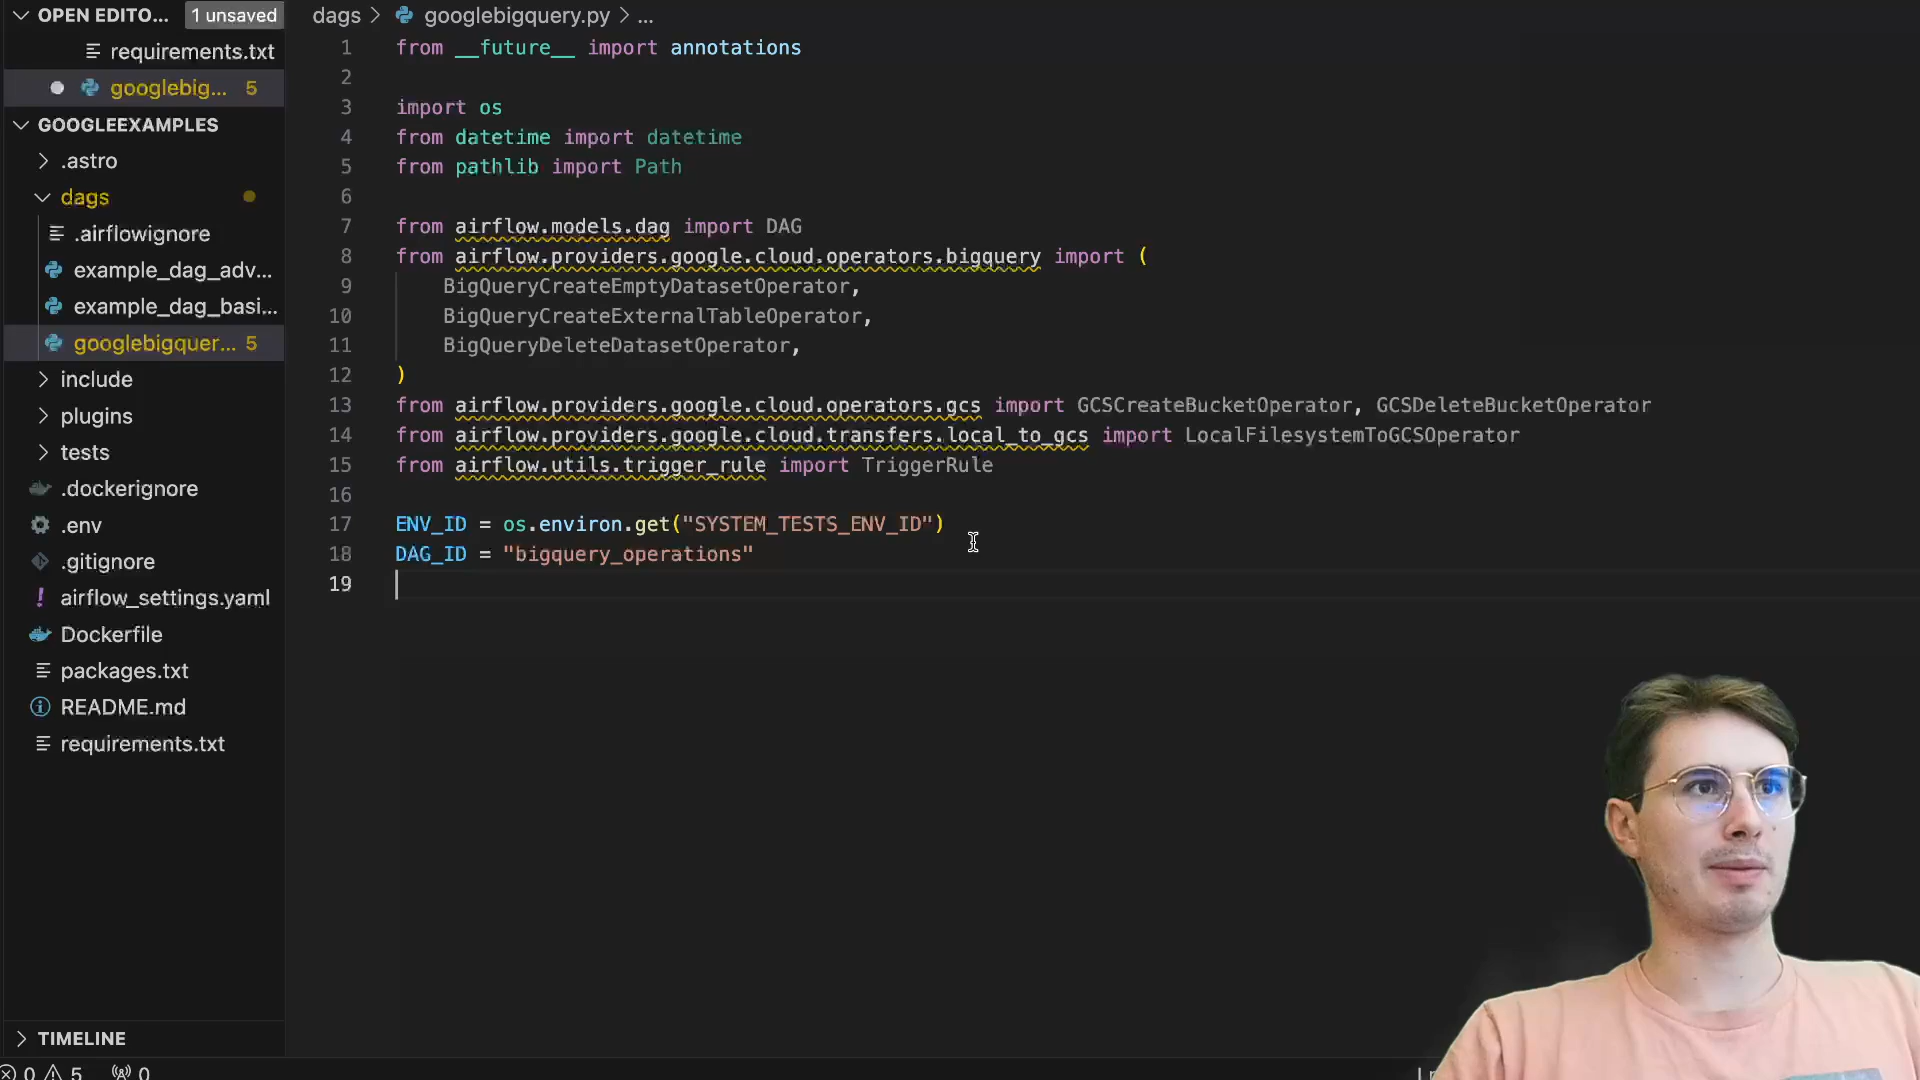 OPEN EDITO... 1 unsaved
requirements.txt
googlebig... 5
GOOGLEEXAMPLES
.astro
dags
.airflowignore
example_dag_adv...
example_dag_basi...
googlebigquer... 5
include
plugins
tests
.dockerignore
.env
.gitignore
airflow_settings.yaml
Dockerfile
packages.txt
README.md
requirements.txt
TIMELINE
0 5 0
dags > googlebigquery.py > ...
1 from __future__ import annotations
2
3 import os
4 from datetime import datetime
5 from pathlib import Path
6
7 from airflow.models.dag import DAG
8 from airflow.providers.google.cloud.operators.bigquery import (
9 BigQueryCreateEmptyDatasetOperator,
10 BigQueryCreateExternalTableOperator,
11 BigQueryDeleteDatasetOperator,
12 )
13 from airflow.providers.google.cloud.operators.gcs import GCSCreateBucketOperator, GCSDeleteBucketOperator
14 from airflow.providers.google.cloud.transfers.local_to_gcs import LocalFilesystemToGCSOperator
15 from airflow.utils.trigger_rule import TriggerRule
16
17 ENV_ID = os.environ.get("SYSTEM_TESTS_ENV_ID")
18 DAG_ID = "bigquery_operations"
19